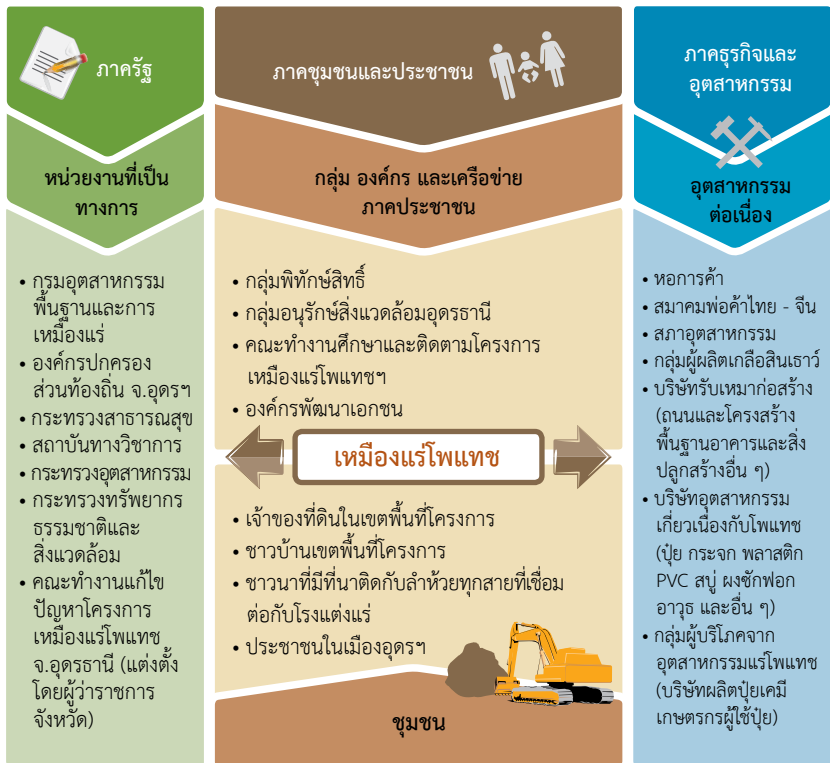 ภาครัฐ
หน่วยงานที่เป็น
ทางการ
• กรมอุตสาหกรรม
พื้นฐานและการ
เหมืองแร่
• องค์กรปกครอง
ส่วนท้องถิ่น จ.อุดรฯ
• กระทรวงสาธารณสุข
• สถาบันทางวิชาการ
• กระทรวงอุตสาหกรรม
• กระทรวงทรัพยากร
ธรรมชาติและ
สิ่งแวดล้อม
• คณะทำงานแก้ไข
ปัญหาโครงการ
เหมืองแร่โพแทช
จ.อุดรธานี (แต่งตั้ง
โดยผู้ว่าราชการ
จังหวัด)
ภาคชุมชนและประชาชน
กลุ่ม องค์กร และเครือข่าย
ภาคประชาชน
• กลุ่มพิทักษ์สิทธิ์
• กลุ่มอนุรักษ์สิ่งแวดล้อมอุดรธานี
• คณะทำงานศึกษาและติดตามโครงการ
เหมืองแร่โพแทชฯ
• องค์กรพัฒนาเอกชน
เหมืองแร่โพแทช
• เจ้าของที่ดินในเขตพื้นที่โครงการ
• ชาวบ้านเขตพื้นที่โครงการ
• ชาวนาที่มีที่นาติดกับลำห้วยทุกสายที่เชื่อม
ต่อกับโรงแต่งแร่
• ประชาชนในเมืองอุดรฯ
ชุมชน
ภาคธุรกิจและ
อุตสาหกรรม
อุตสาหกรรม
ต่อเนื่อง
• หอการค้า
• สมาคมพ่อค้าไทย - จีน
• สภาอุตสาหกรรม
• กลุ่มผู้ผลิตเกลือสินเธาว์
• บริษัทรับเหมาก่อสร้าง
(ถนนและโครงสร้าง
พื้นฐานอาคารและสิ่ง
ปลูกสร้างอื่น ๆ)
• บริษัทอุตสาหกรรม
เกี่ยวเนื่องกับโพแทช
(ปุ๋ย กระจก พลาสติก
PVC สบู่ ผงซักฟอก
อาวุธ และอื่น ๆ)
• กลุ่มผู้บริโภคจาก
อุตสาหกรรมแร่โพแทช
(บริษัทผลิตปุ๋ยเคมี
เกษตรกรผู้ใช้ปุ๋ย)